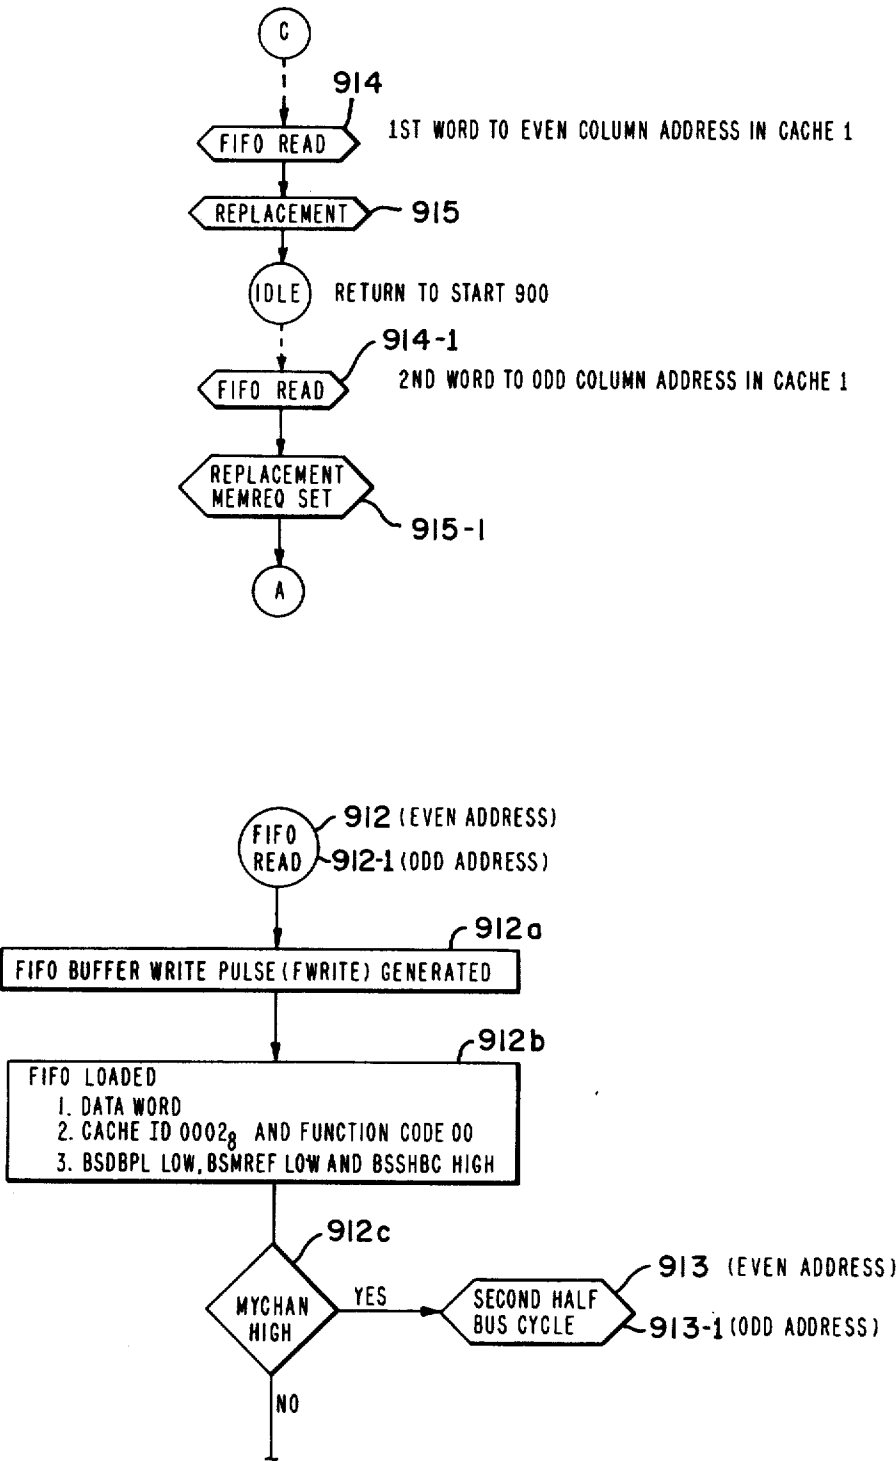 C
914
FIFO READ
1ST WORD TO EVEN COLUMN ADDRESS IN CACHE 1
REPLACEMENT
915
IDLE
RETURN TO START 900
914-1
FIFO READ
2ND WORD TO ODD COLUMN ADDRESS IN CACHE 1
REPLACEMENT
MEMREQ SET
915-1
A
FIFO
READ
912 (EVEN ADDRESS)
912-1 (ODD ADDRESS)
912a
FIFO BUFFER WRITE PULSE (FWRITE) GENERATED
912b
FIFO LOADED
1. DATA WORD
2. CACHE ID 0002₈ AND FUNCTION CODE 00
3. BSDBPL LOW, BSMREF LOW AND BSSHBC HIGH
912c
MYCHAN
HIGH
YES
SECOND HALF
BUS CYCLE
913 (EVEN ADDRESS)
913-1 (ODD ADDRESS)
NO